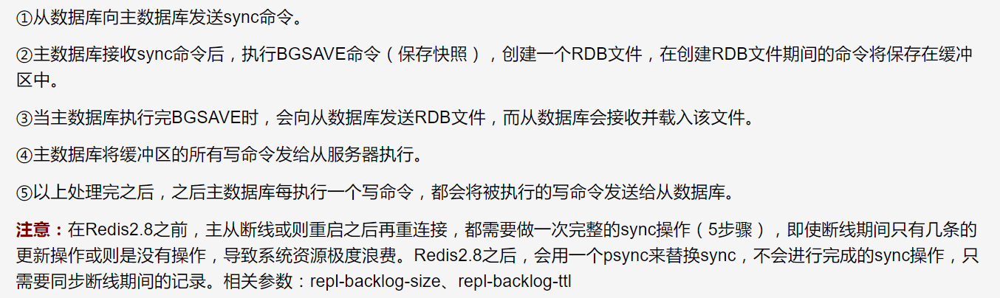 ①从数据库向主数据库发送sync命令。
②主数据库接收sync命令后，执行BGSAVE命令（保存快照），创建一个RDB文件，在创建RDB文件期间的命令将保存在缓冲
区中。
③当主数据库执行完BGSAVE时，会向从数据库发送RDB文件，而从数据库会接收并载入该文件。
④主数据库将缓冲区的所有写命令发给从服务器执行。
⑤以上处理完之后，之后主数据库每执行一个写命令，都会将被执行的写命令发送给从数据库。
注意：在Redis2.8之前，主从断线或则重启之后再重连接，都需要做一次完整的sync操作（5步骤），即使断线期间只有几条的
更新操作或则是没有操作，导致系统资源极度浪费。Redis2.8之后，会用一个psync来替换sync，不会进行完成的sync操作，只
需要同步断线期间的记录。相关参数：repl-backlog-size、repl-backlog-ttl